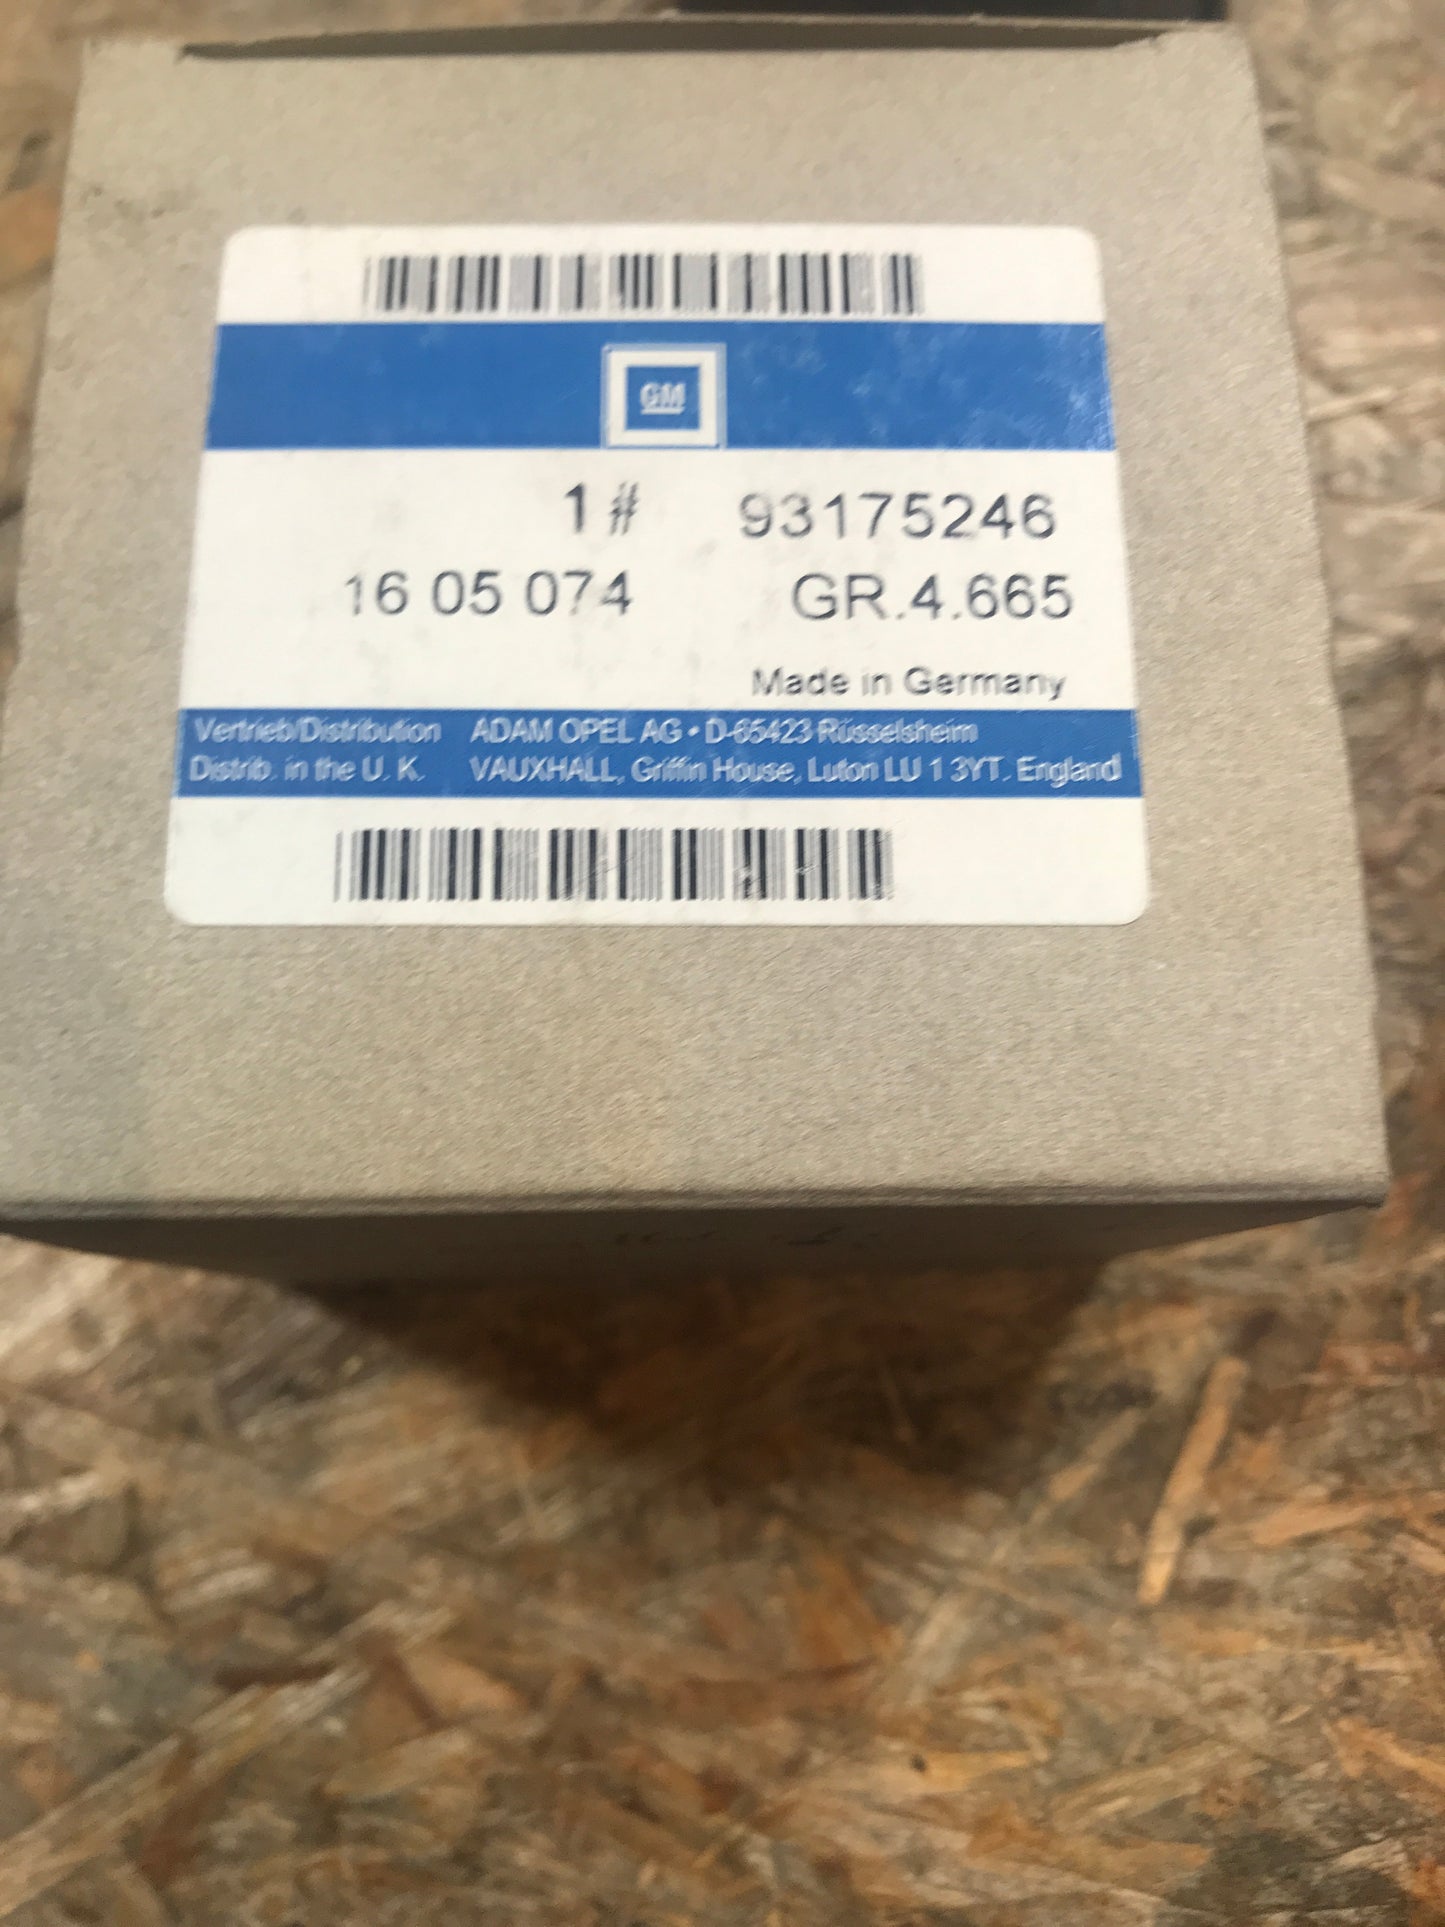 GM
1# 93175246
16 05 074 GR.4.665
Made in Germany
Vertrieb/Distribution ADAM OPEL AG • D-65423 Rüsselsheim
Distrib. in the U. K. VAUXHALL, Griffin House, Luton LU 1 3YT. England